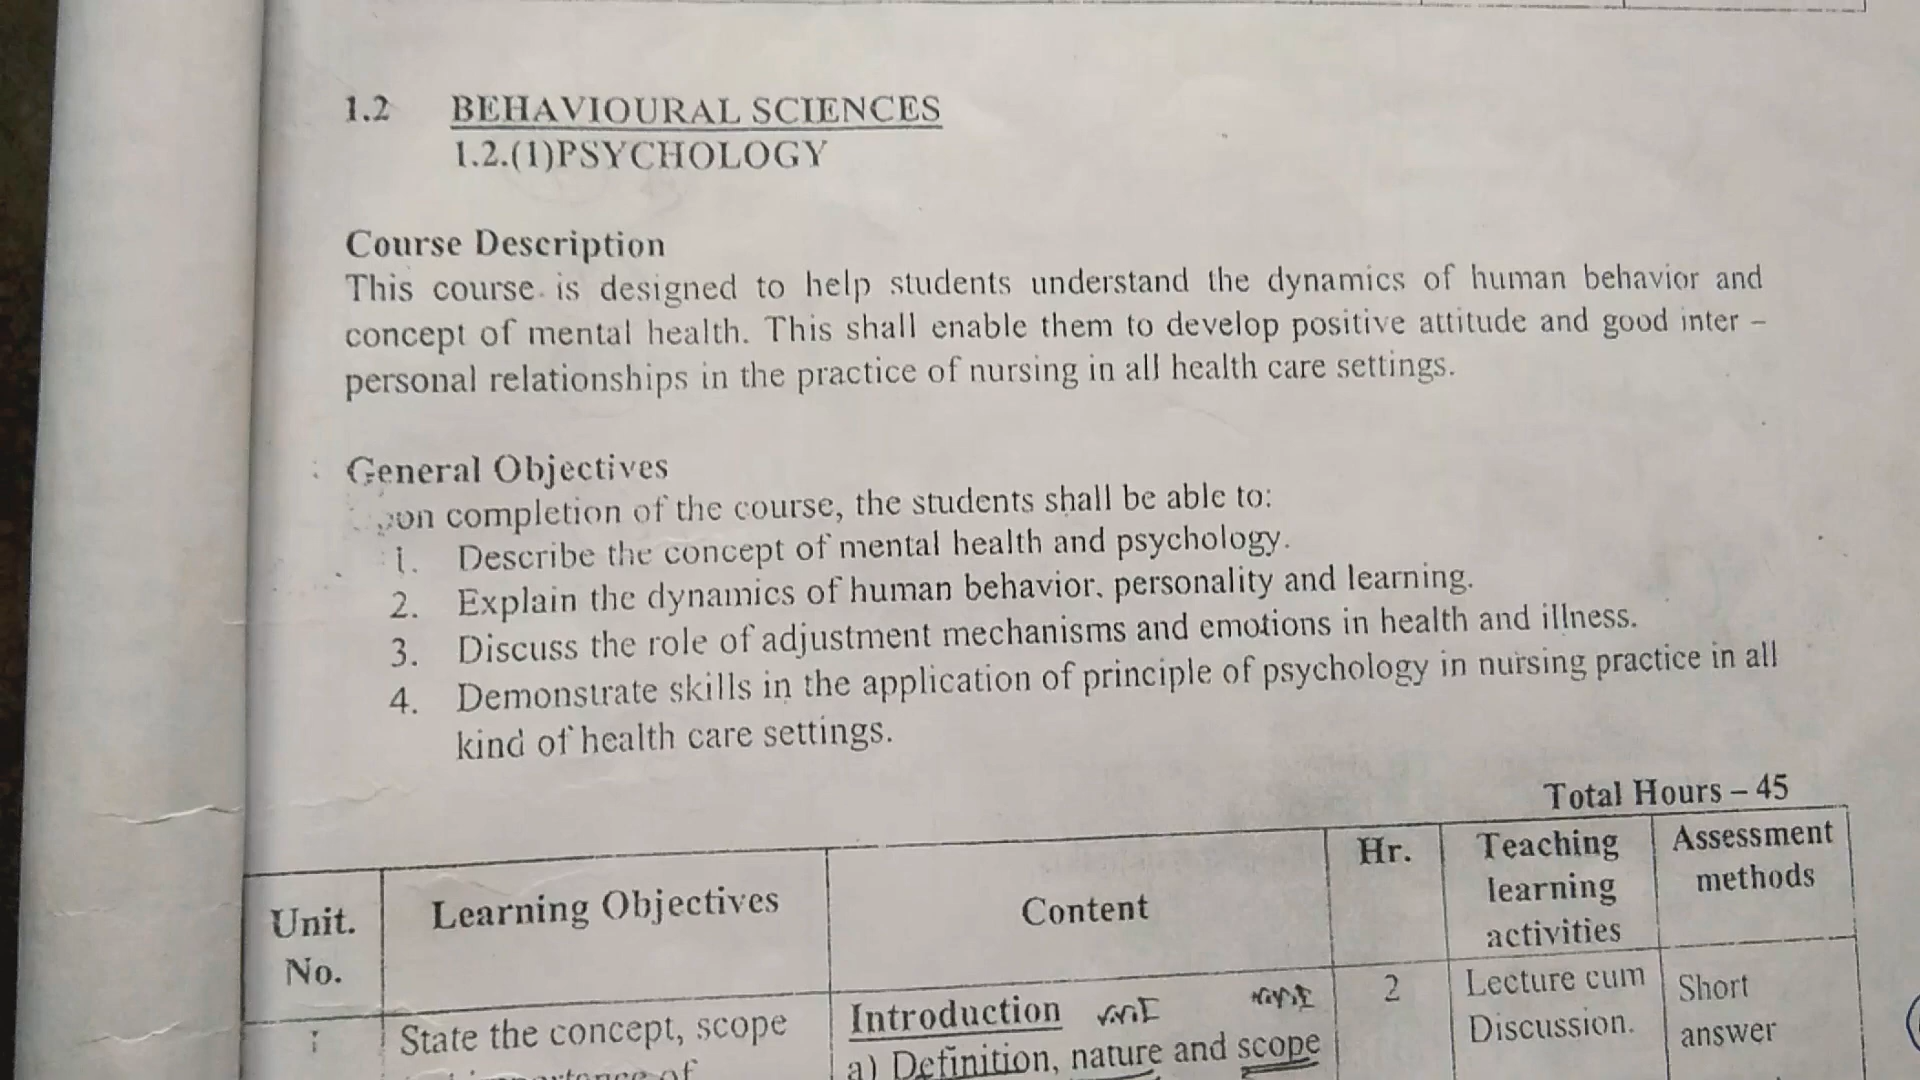 1.2 BEHAVIOURAL SCIENCES
1.2.(1)PSYCHOLOGY
Course Description
This course is designed to help students understand the dynamics of human behavior and
concept of mental health. This shall enable them to develop positive attitude and good inter –
personal relationships in the practice of nursing in all health care settings.
General Objectives
completion of the course, the students shall be able to:
1. Describe the concept of mental health and psychology.
2. Explain the dynamics of human behavior, personality and learning.
3. Discuss the role of adjustment mechanisms and emotions in health and illness.
4. Demonstrate skills in the application of principle of psychology in nursing practice in all
kind of health care settings.
Total Hours – 45
Unit. No.
Learning Objectives
Content
Hr.
Teaching
learning
activities
Assessment
methods
State the concept, scope
of
Introduction
a) Definition, nature and scope
2
Lecture cum
Discussion.
Short
answer